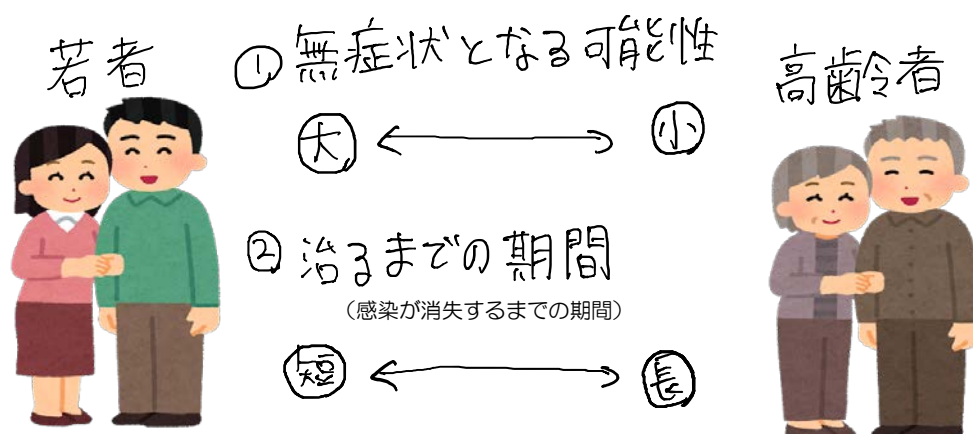 若者
①無症状となる可能性
高齢者
大 小
②治るまでの期間
（感染が消失するまでの期間）
短 長